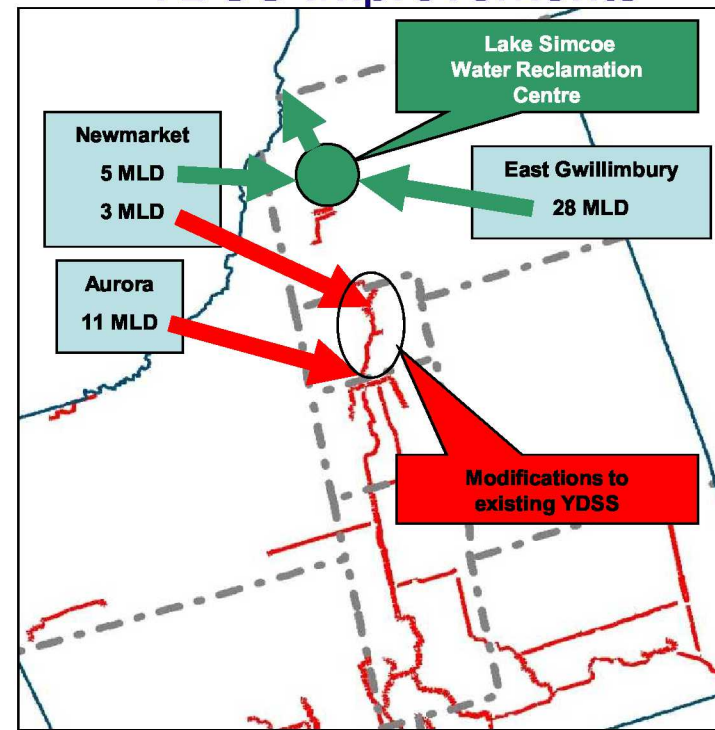 Lake Simcoe
Water Reclamation
Centre
Newmarket
5 MLD
3 MLD
East Gwillimbury
28 MLD
Aurora
11 MLD
Modifications to
existing YDSS